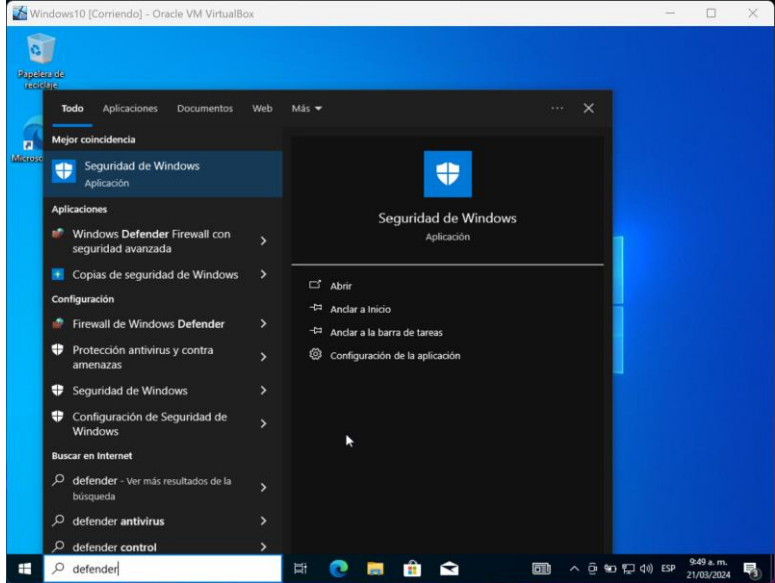 Windows10 [Corriendo] - Oracle VM VirtualBox
Papelera de
reciclaje
Todo Aplicaciones Documentos Web Más
Mejor coincidencia
Seguridad de Windows
Aplicación
Aplicaciones
Windows Defender Firewall con
seguridad avanzada
Copias de seguridad de Windows
Configuración
Firewall de Windows Defender
Protección antivirus y contra
amenazas
Seguridad de Windows
Configuración de Seguridad de
Windows
Buscar en Internet
defender - Ver más resultados de la
búsqueda
defender antivirus
defender control
Seguridad de Windows
Aplicación
Abrir
Anclar a Inicio
Anclar a la barra de tareas
Configuración de la aplicación
defender
ESP
9:49 a. m.
21/03/2024